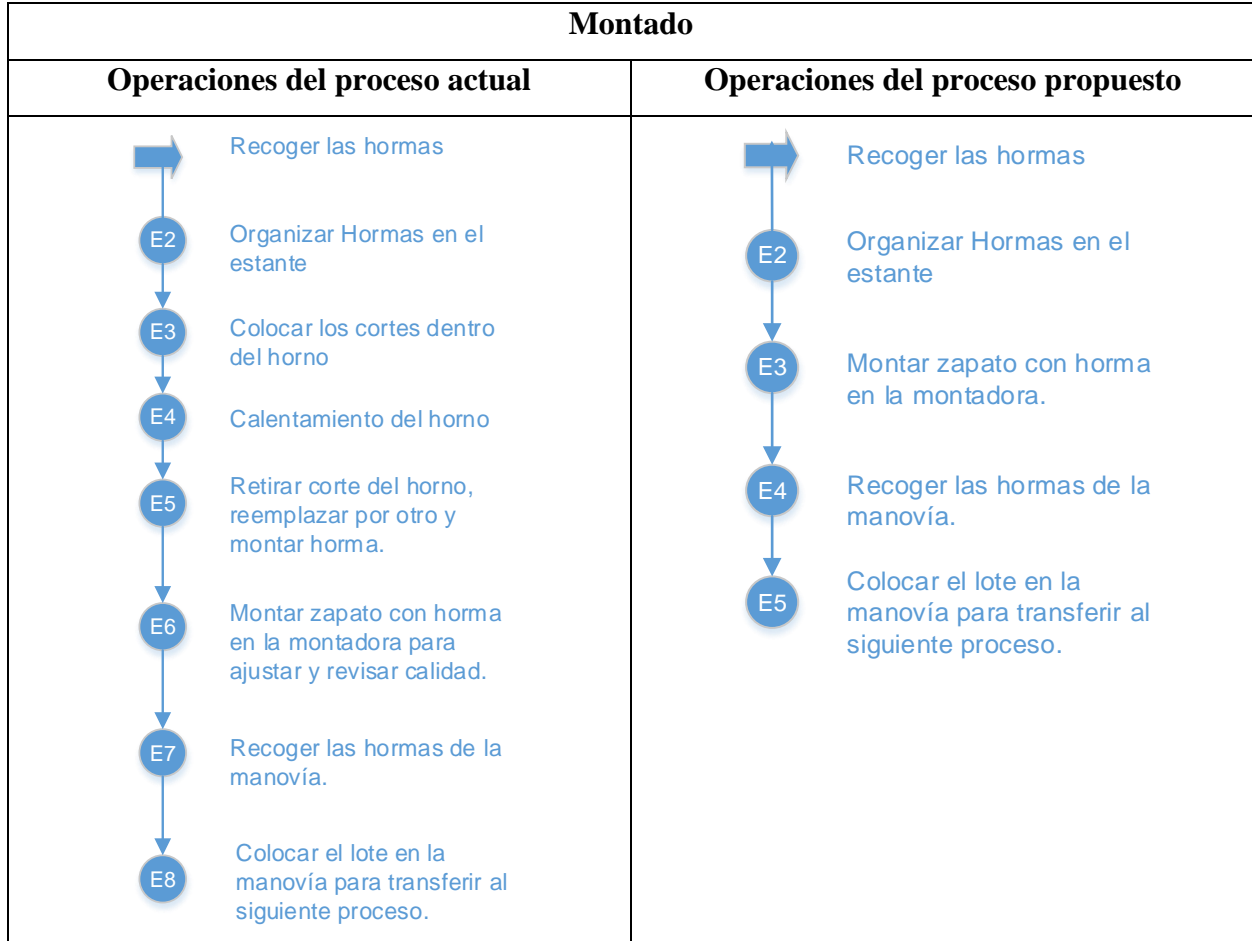 Montado
Operaciones del proceso actual
Operaciones del proceso propuesto
Recoger las hormas
E2
Organizar Hormas en el
estante
E3
Colocar los cortes dentro
del horno
E4
Calentamiento del horno
E5
Retirar corte del horno,
reemplazar por otro y
montar horma.
E6
Montar zapato con horma
en la montadora para
ajustar y revisar calidad.
E7
Recoger las hormas de la
manovía.
E8
Colocar el lote en la
manovía para transferir al
siguiente proceso.
Recoger las hormas
E2
Organizar Hormas en el
estante
E3
Montar zapato con horma
en la montadora.
E4
Recoger las hormas de la
manovía.
E5
Colocar el lote en la
manovía para transferir al
siguiente proceso.